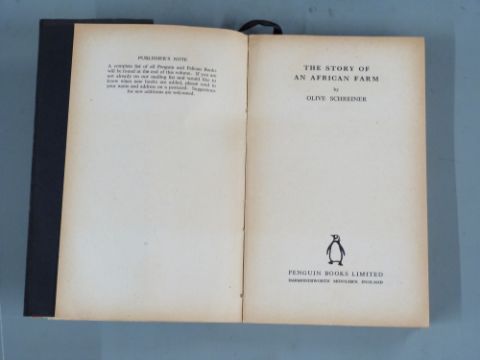 PUBLISHER'S NOTE
A complete list of all Penguin and Pelican Books
will be found at the end of this volume. If you are
not already on our mailing list and would like to
know when new books are added, please send us
your name and address on a postcard. Suggestions
for new additions are welcomed.
THE STORY OF
AN AFRICAN FARM
by
OLIVE SCHREINER
PENGUIN BOOKS LIMITED
HARMONDSWORTH MIDDLESEX ENGLAND